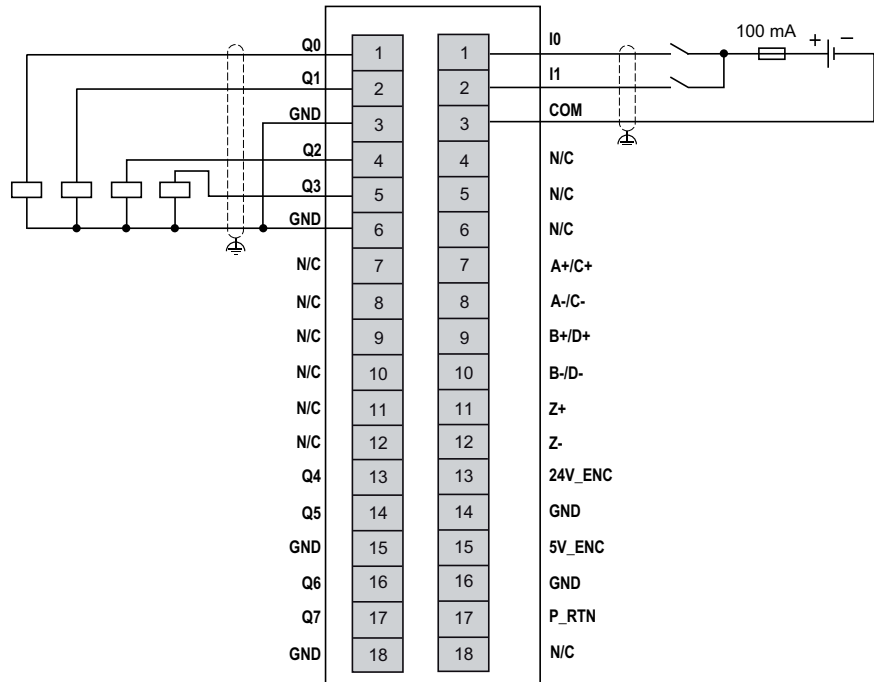 100 mA
+ –
Q0 1 1 I0
Q1 2 2 I1
GND 3 3 COM
Q2 4 4 N/C
Q3 5 5 N/C
GND 6 6 N/C
N/C 7 7 A+/C+
N/C 8 8 A-/C-
N/C 9 9 B+/D+
N/C 10 10 B-/D-
N/C 11 11 Z+
N/C 12 12 Z-
Q4 13 13 24V_ENC
Q5 14 14 GND
GND 15 15 5V_ENC
Q6 16 16 GND
Q7 17 17 P_RTN
GND 18 18 N/C